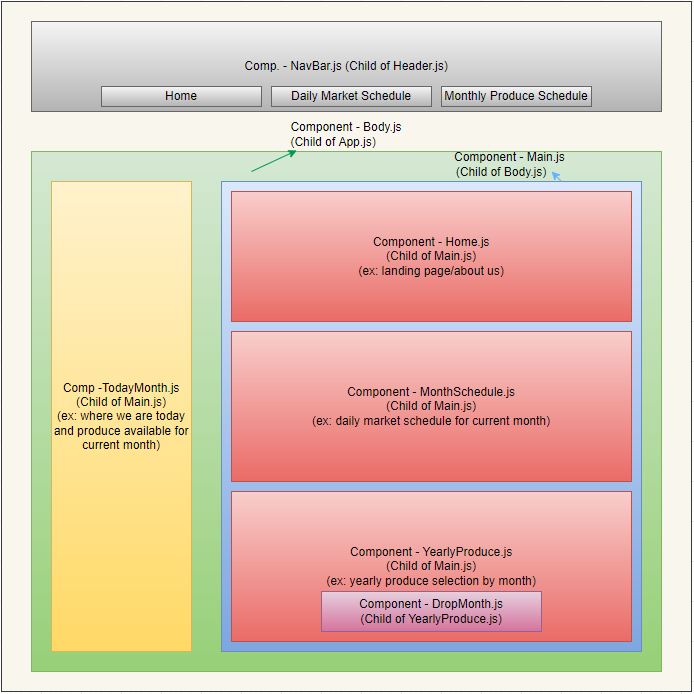 Comp. - NavBar.js (Child of Header.js)
Home
Daily Market Schedule
Monthly Produce Schedule
Component - Body.js
(Child of App.js)
Component - Main.js
(Child of Body.js)
Component - Home.js
(Child of Main.js)
(ex: landing page/about us)
Comp -TodayMonth.js
(Child of Main.js)
(ex: where we are today
and produce available for
current month)
Component - MonthSchedule.js
(Child of Main.js)
(ex: daily market schedule for current month)
Component - YearlyProduce.js
(Child of Main.js)
(ex: yearly produce selection by month)
Component - DropMonth.js
(Child of YearlyProduce.js)